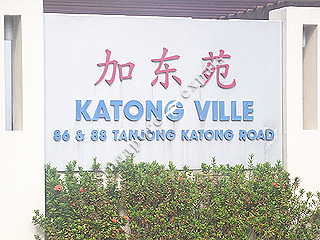 加东苑
KATONG VILLE
86 & 88 TANJONG KATONG ROAD